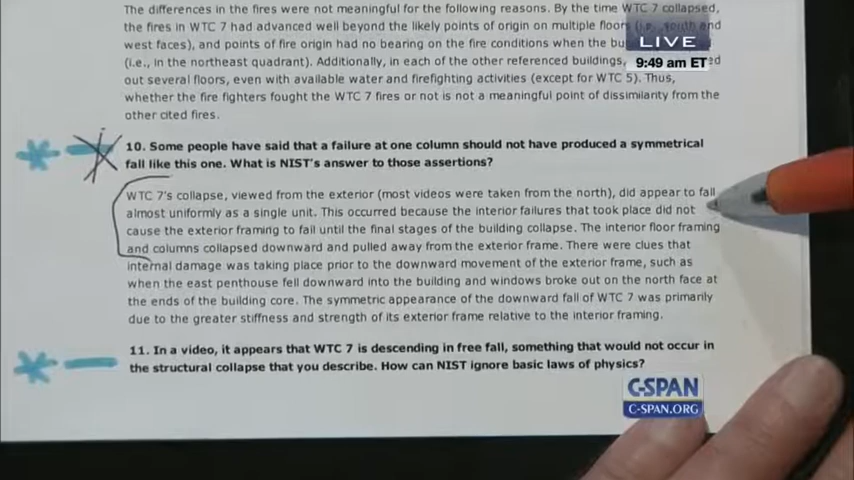 The differences in the fires were not meaningful for the following reasons. By the time WTC 7 collapsed,
the fires in WTC 7 had advanced well beyond the likely points of origin on multiple floors (i.e., south and
west faces), and points of fire origin had no bearing on the fire conditions when the
(i.e., in the northeast quadrant). Additionally, in each of the other referenced buildings,
out several floors, even with available water and firefighting activities (except for WTC 5). Thus,
whether the fire fighters fought the WTC 7 fires or not is not a meaningful point of dissimilarity from the
other cited fires.
LIVE
9:49 am ET
10. Some people have said that a failure at one column should not have produced a symmetrical
fall like this one. What is NIST's answer to those assertions?
WTC 7's collapse, viewed from the exterior (most videos were taken from the north), did appear to fall
almost uniformly as a single unit. This occurred because the interior failures that took place did not
cause the exterior framing to fail until the final stages of the building collapse. The interior floor framing
and columns collapsed downward and pulled away from the exterior frame. There were clues that
internal damage was taking place prior to the downward movement of the exterior frame, such as
when the east penthouse fell downward into the building and windows broke out on the north face at
the ends of the building core. The symmetric appearance of the downward fall of WTC 7 was primarily
due to the greater stiffness and strength of its exterior frame relative to the interior framing.
11. In a video, it appears that WTC 7 is descending in free fall, something that would not occur in
the structural collapse that you describe. How can NIST ignore basic laws of physics?
C-SPAN
C-SPAN.ORG